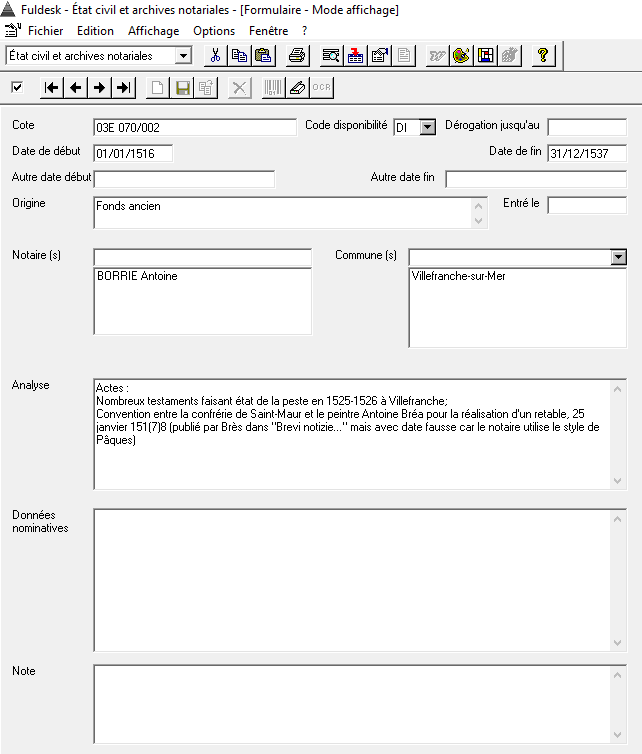 Fuldesk - État civil et archives notariales - [Formulaire - Mode affichage]
Fichier Edition Affichage Options Fenêtre ?
État civil et archives notariales
OCR
Cote 03E 070/002 Code disponibilité DI Dérogation jusqu'au
Date de début 01/01/1516 Date de fin 31/12/1537
Autre date début Autre date fin
Origine Fonds ancien Entré le
Notaire (s) Commune (s)
BORRIE Antoine Villefranche-sur-Mer
Analyse Actes :
Nombreux testaments faisant état de la peste en 1525-1526 à Villefranche;
Convention entre la confrérie de Saint-Maur et le peintre Antoine Bréa pour la réalisation d'un retable, 25
janvier 151(7)8 (publié par Brès dans "Brevi notizie..." mais avec date fausse car le notaire utilise le style de
Pâques)
Données
nominatives
Note